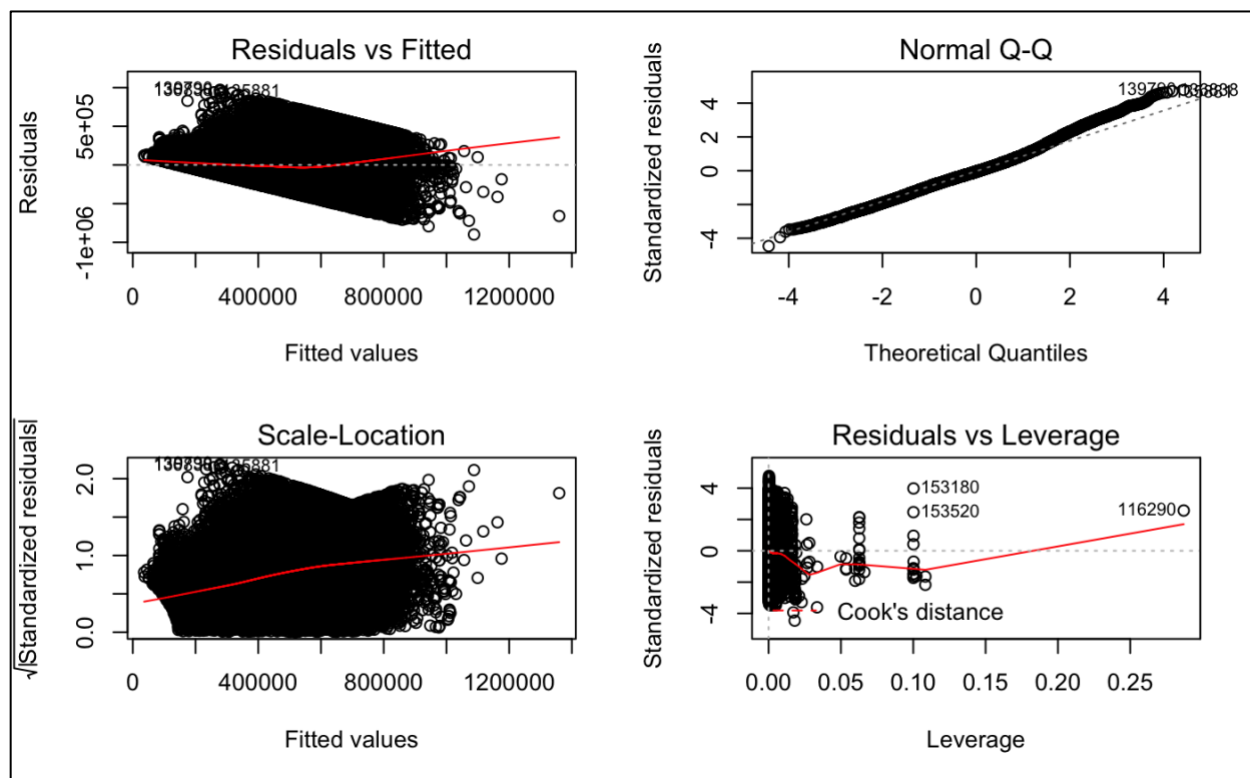 Residuals vs Fitted
125881
Residuals
5e+05
-1e+06
0 400000 800000 1200000
Fitted values
Normal Q-Q
Standardized residuals
4
2
0
-4
-4 -2 0 2 4
Theoretical Quantiles
Scale-Location
√|Standardized residuals|
2.0
1.0
0.0
0 400000 800000 1200000
Fitted values
Residuals vs Leverage
Standardized residuals
4
0
-4
153180
153520
116290
Cook's distance
0.00 0.05 0.10 0.15 0.20 0.25
Leverage